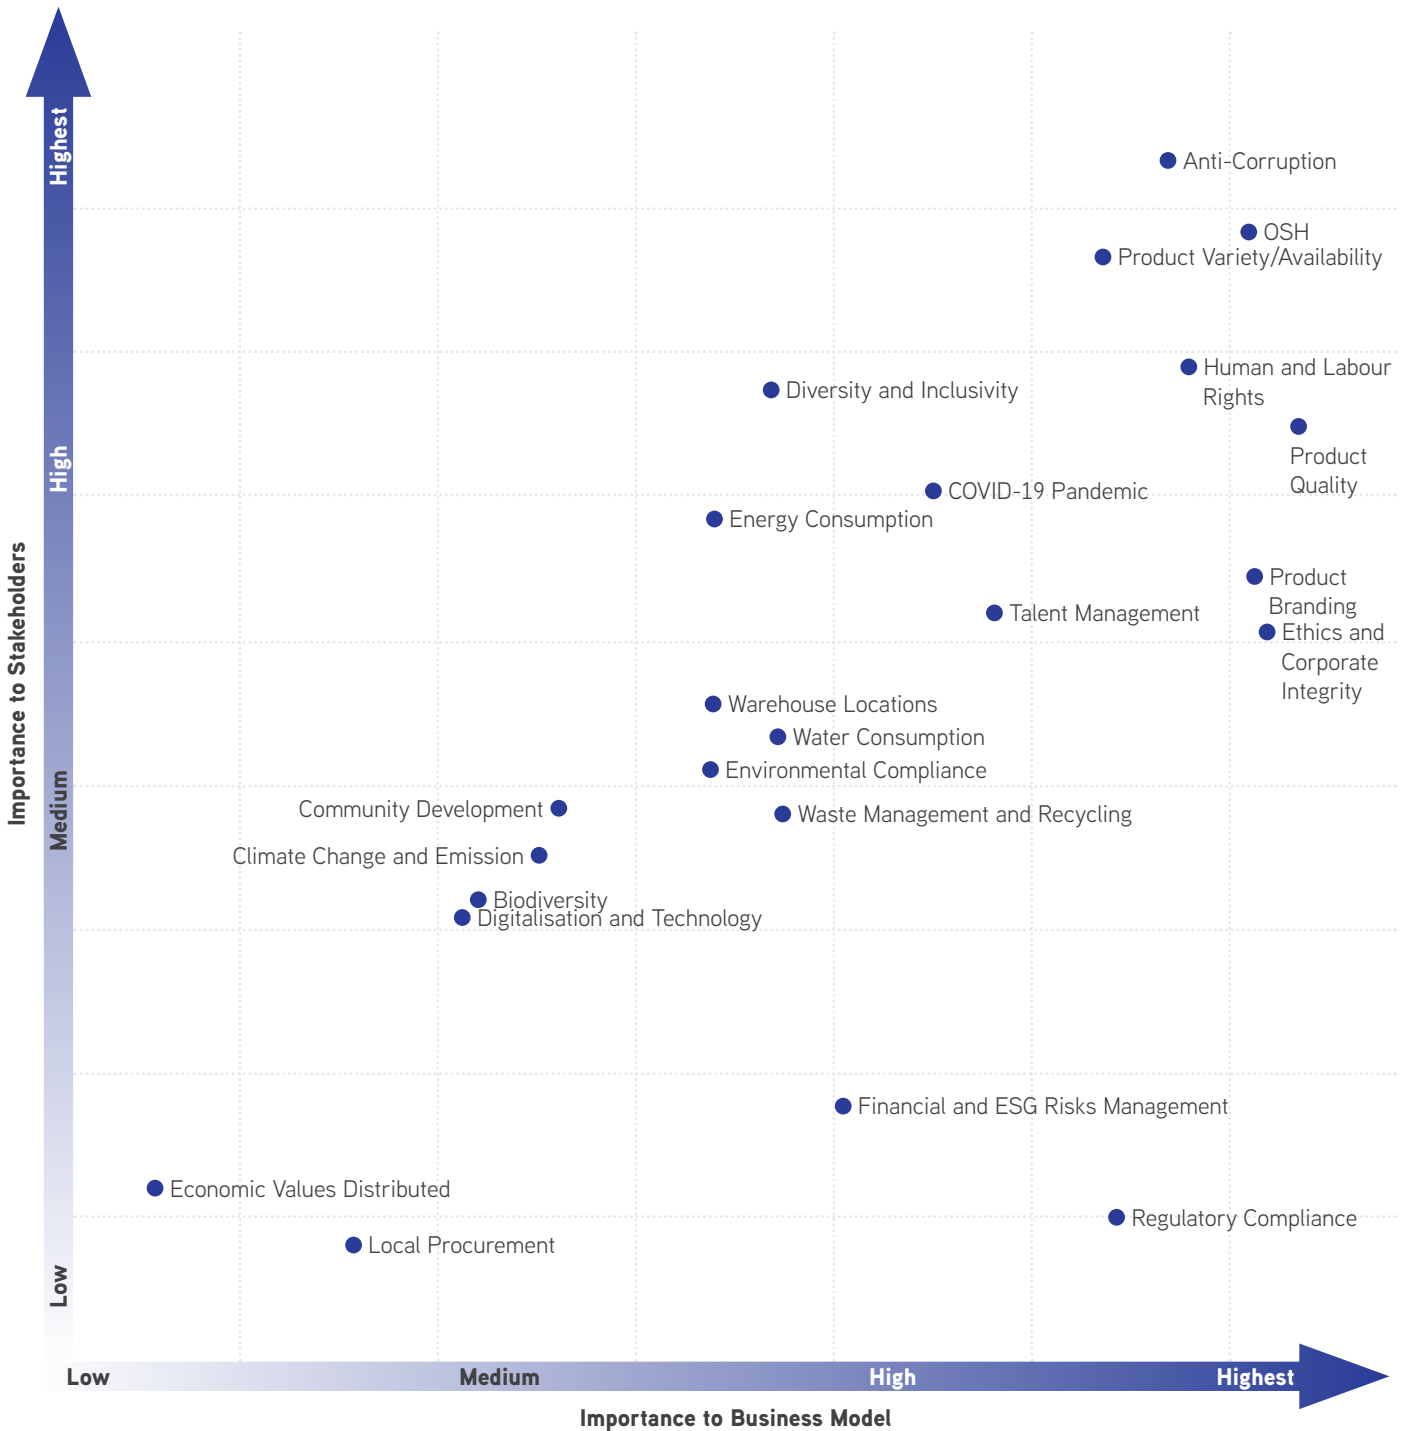 Highest
Anti-Corruption
OSH
Product Variety/Availability
Human and Labour
Rights
Diversity and Inclusivity
Product
Quality
High
COVID-19 Pandemic
Energy Consumption
Product
Branding
Talent Management
Ethics and
Corporate
Integrity
Importance to Stakeholders
Warehouse Locations
Water Consumption
Environmental Compliance
Medium
Community Development
Waste Management and Recycling
Climate Change and Emission
Biodiversity
Digitalisation and Technology
Financial and ESG Risks Management
Economic Values Distributed
Regulatory Compliance
Local Procurement
Low
Low
Medium
High
Highest
Importance to Business Model